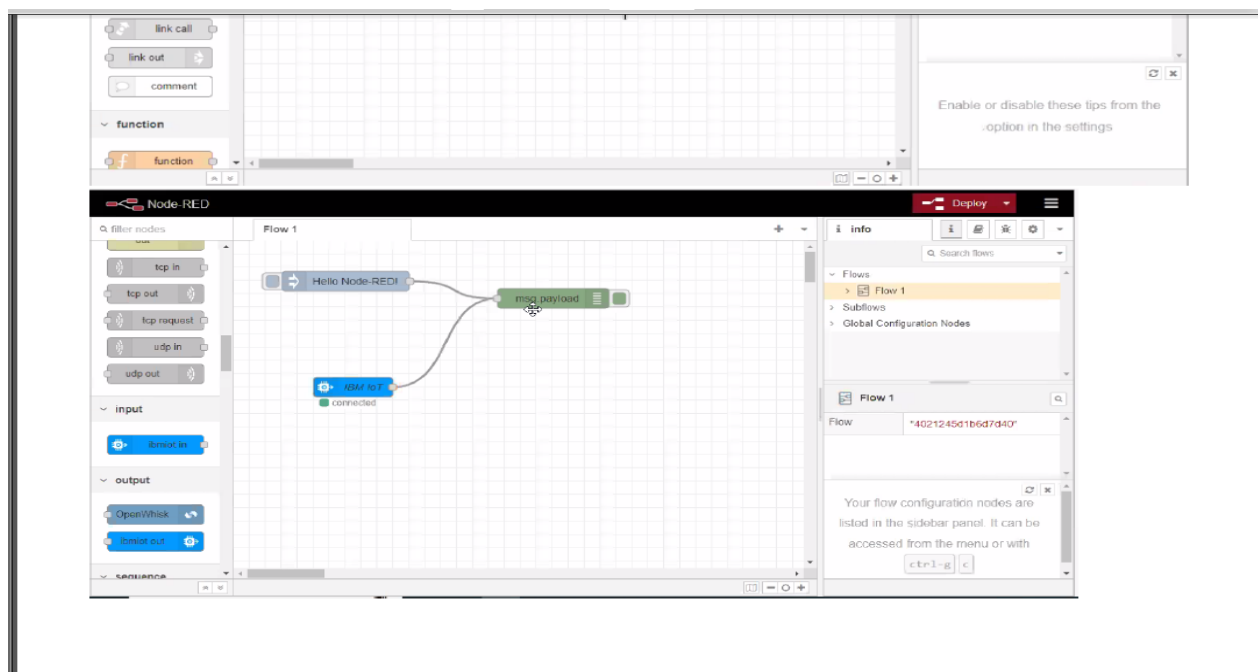 link call
link out
comment
function
function
Enable or disable these tips from the
.option in the settings
Node-RED
Deploy
filter nodes
Flow 1
info
tcp in
tcp out
tcp request
udp in
udp out
input
ibmiot in
output
OpenWhisk
ibmiot out
sequence
Hello Node-RED!
msg.payload
IBM IoT
connected
Search flows
Flows
Flow 1
Subflows
Global Configuration Nodes
Flow 1
Flow "4021245d1b6d7d40"
Your flow configuration nodes are
listed in the sidebar panel. It can be
accessed from the menu or with
ctrl-g c